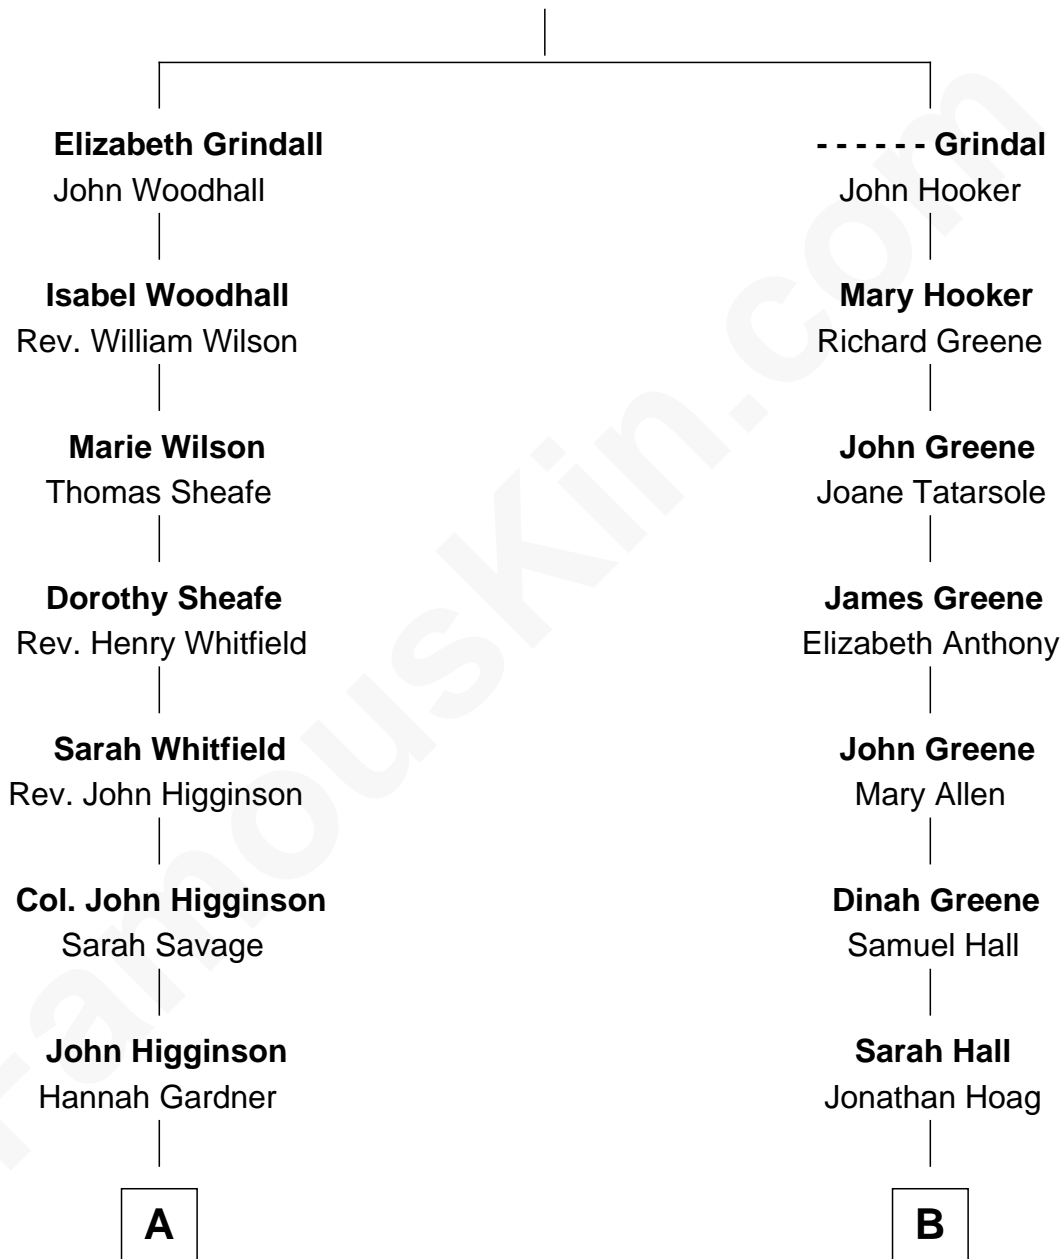 Elizabeth Grindall
John Woodhall
Isabel Woodhall
Rev. William Wilson
Marie Wilson
Thomas Sheafe
Dorothy Sheafe
Rev. Henry Whitfield
Sarah Whitfield
Rev. John Higginson
Col. John Higginson
Sarah Savage
John Higginson
Hannah Gardner
A
- - - - - - Grindal
John Hooker
Mary Hooker
Richard Greene
John Greene
Joane Tatarsole
James Greene
Elizabeth Anthony
John Greene
Mary Allen
Dinah Greene
Samuel Hall
Sarah Hall
Jonathan Hoag
B
FamousKin.com